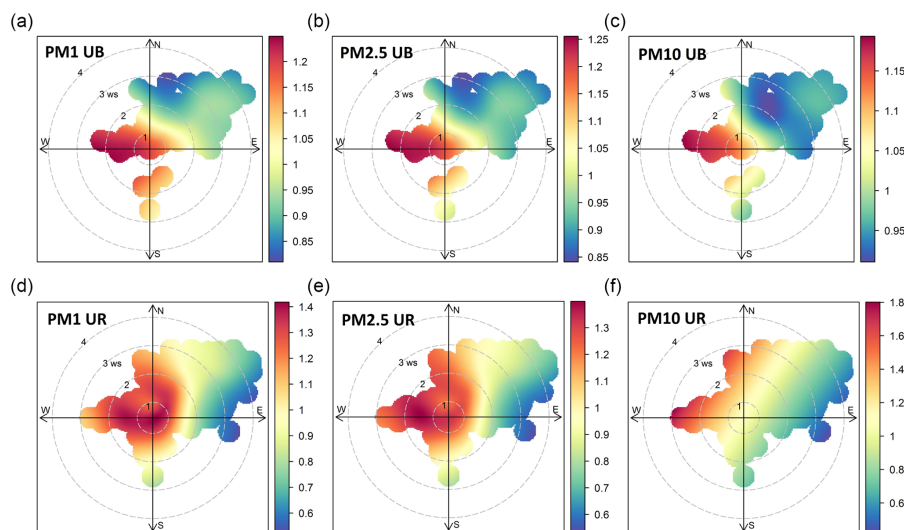 (a)
(b)
(c)
PM1 UB
N
4
3 ws
2
1
W
E
S
1.2
1.15
1.1
1.05
1
0.95
0.9
0.85
PM2.5 UB
N
4
3 ws
2
1
W
E
S
1.25
1.2
1.15
1.1
1.05
1
0.95
0.9
0.85
PM10 UB
N
4
3 ws
2
1
W
E
S
1.15
1.1
1.05
1
0.95
(d)
(e)
(f)
PM1 UR
N
4
3 ws
2
1
W
E
S
1.4
1.3
1.2
1.1
1
0.9
0.8
0.7
0.6
PM2.5 UR
N
4
3 ws
2
1
W
E
S
1.3
1.2
1.1
1
0.9
0.8
0.7
0.6
PM10 UR
N
4
3 ws
2
1
W
E
S
1.8
1.6
1.4
1.2
1
0.8
0.6